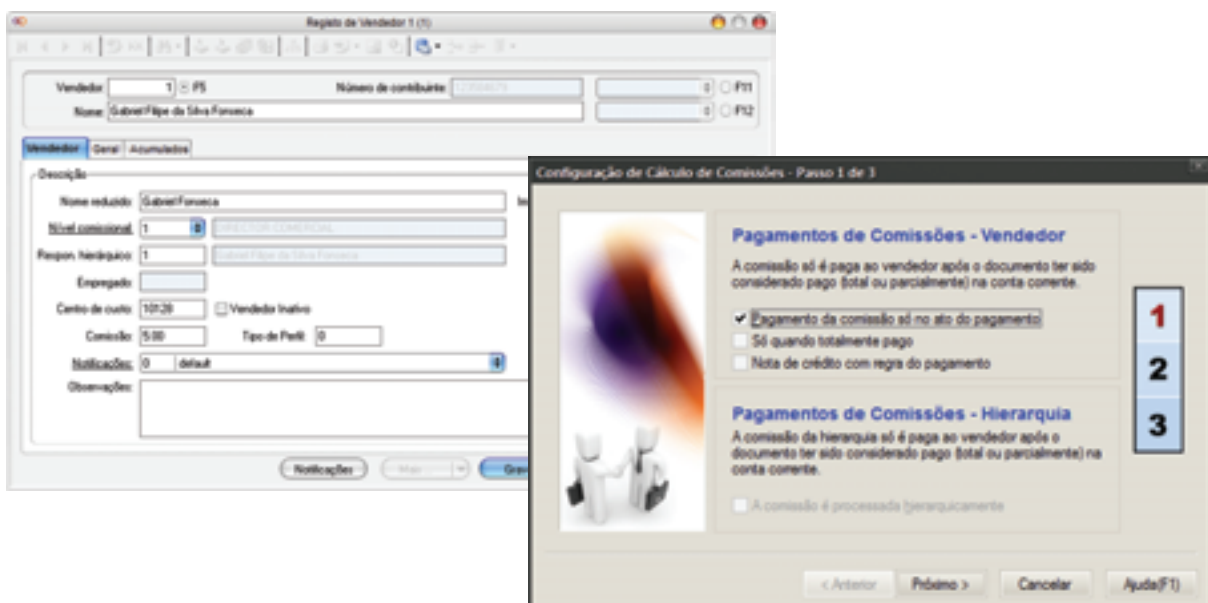 Registo de Vendedor 1 (1)
Vendedor: 1 F5 Número de contribuinte: 0 F11
Nome: Gabriel Filipe da Silva Fonseca 0 F12
Vendedor Geral Acumulados
Descrição
Nome reduzido: Gabriel Fonseca
Nível comissional: 1 DIRECTOR COMERCIAL
Respon. hierárquico: 1 Gabriel Filipe da Silva Fonseca
Empregado:
Centro de custo: 10128 Vendedor Inativo
Comissão: 5.00 Tipo de Perfil: 0
Notificações: 0 default
Observações:
Notificações Mais
Configuração de Cálculo de Comissões - Passo 1 de 3
Pagamentos de Comissões - Vendedor
A comissão só é paga ao vendedor após o documento ter sido
considerado pago (total ou parcialmente) na conta corrente.
Pagamento da comissão só no ato do pagamento
Só quando totalmente pago
Nota de crédito com regra do pagamento
Pagamentos de Comissões - Hierarquia
A comissão da hierarquia só é paga ao vendedor após o
documento ter sido considerado pago (total ou parcialmente) na
conta corrente.
A comissão é processada hierarquicamente
1
2
3
< Anterior Próximo > Cancelar Ajuda(F1)